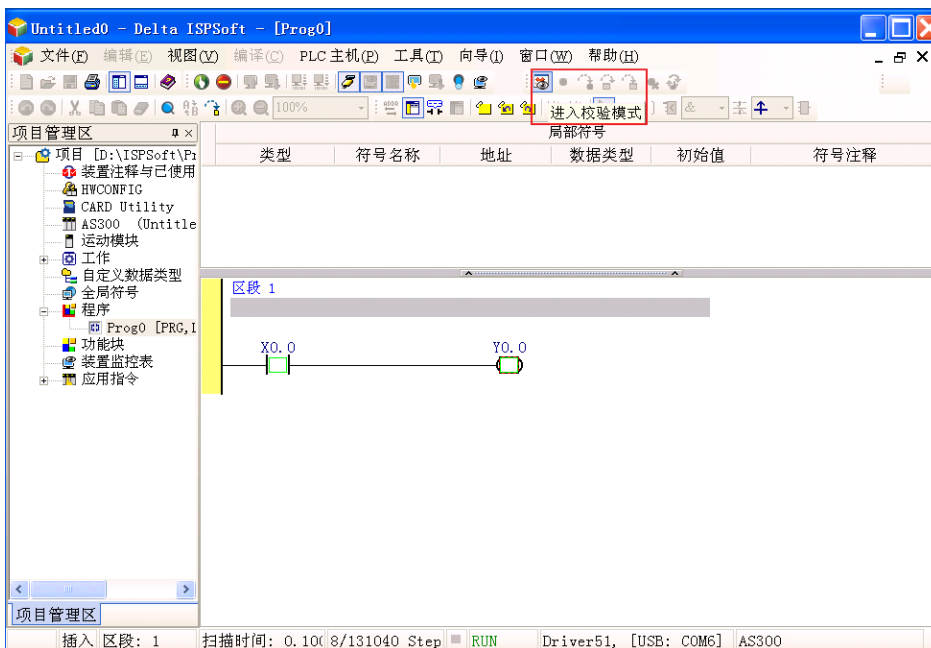 Untitled0 - Delta ISPSoft - [Prog0]
文件(F) 编辑(E) 视图(V) 编译(C) PLC 主机(P) 工具(T) 向导(I) 窗口(W) 帮助(H)
100%
进入校验模式
项目管理区
局部符号
类型 符号名称 地址 数据类型 初始值 符号注释
项目 [D:\ISPSoft\Pr
装置注释与已使用
HWCONFIG
CARD Utility
AS300 (Untitle
运动模块
工作
自定义数据类型
全局符号
程序
Prog0 [PRG,L
功能块
装置监控表
应用指令
区段 1
X0.0 Y0.0
项目管理区
插入 区段: 1 扫描时间: 0.100 8/131040 Step RUN Driver51, [USB: COM6] AS300